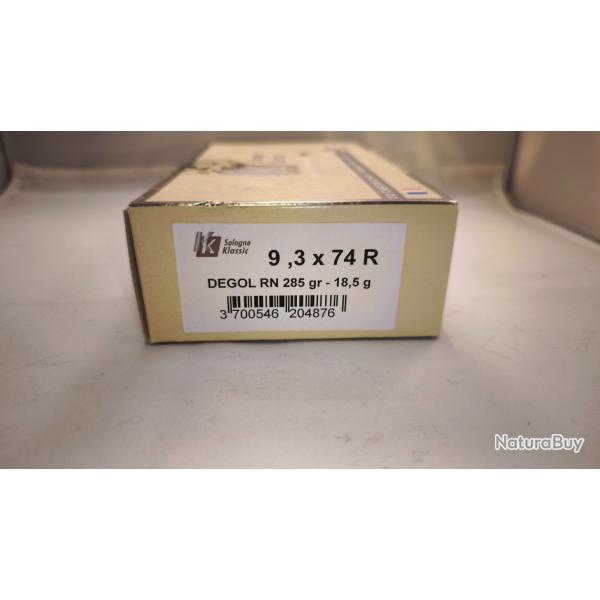 K Sologne
Klassic
9 ,3 x 74 R
DEGOL RN 285 gr - 18,5 g
3 700546 204876
NaturaBuy